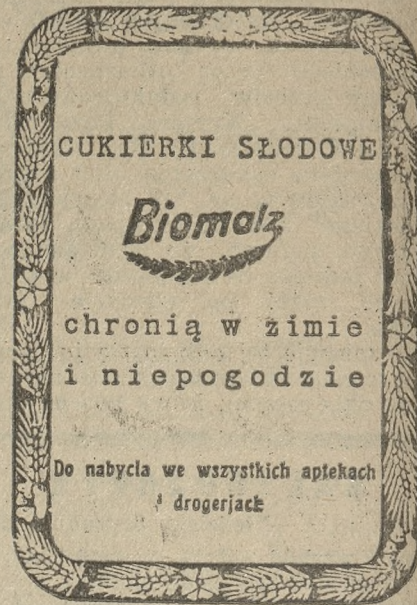 CUKIERKI SŁODOWE
Biomalz
chronią w zimie
i niepogodzie
Do nabycia we wszystkich aptekach
i drogerjach